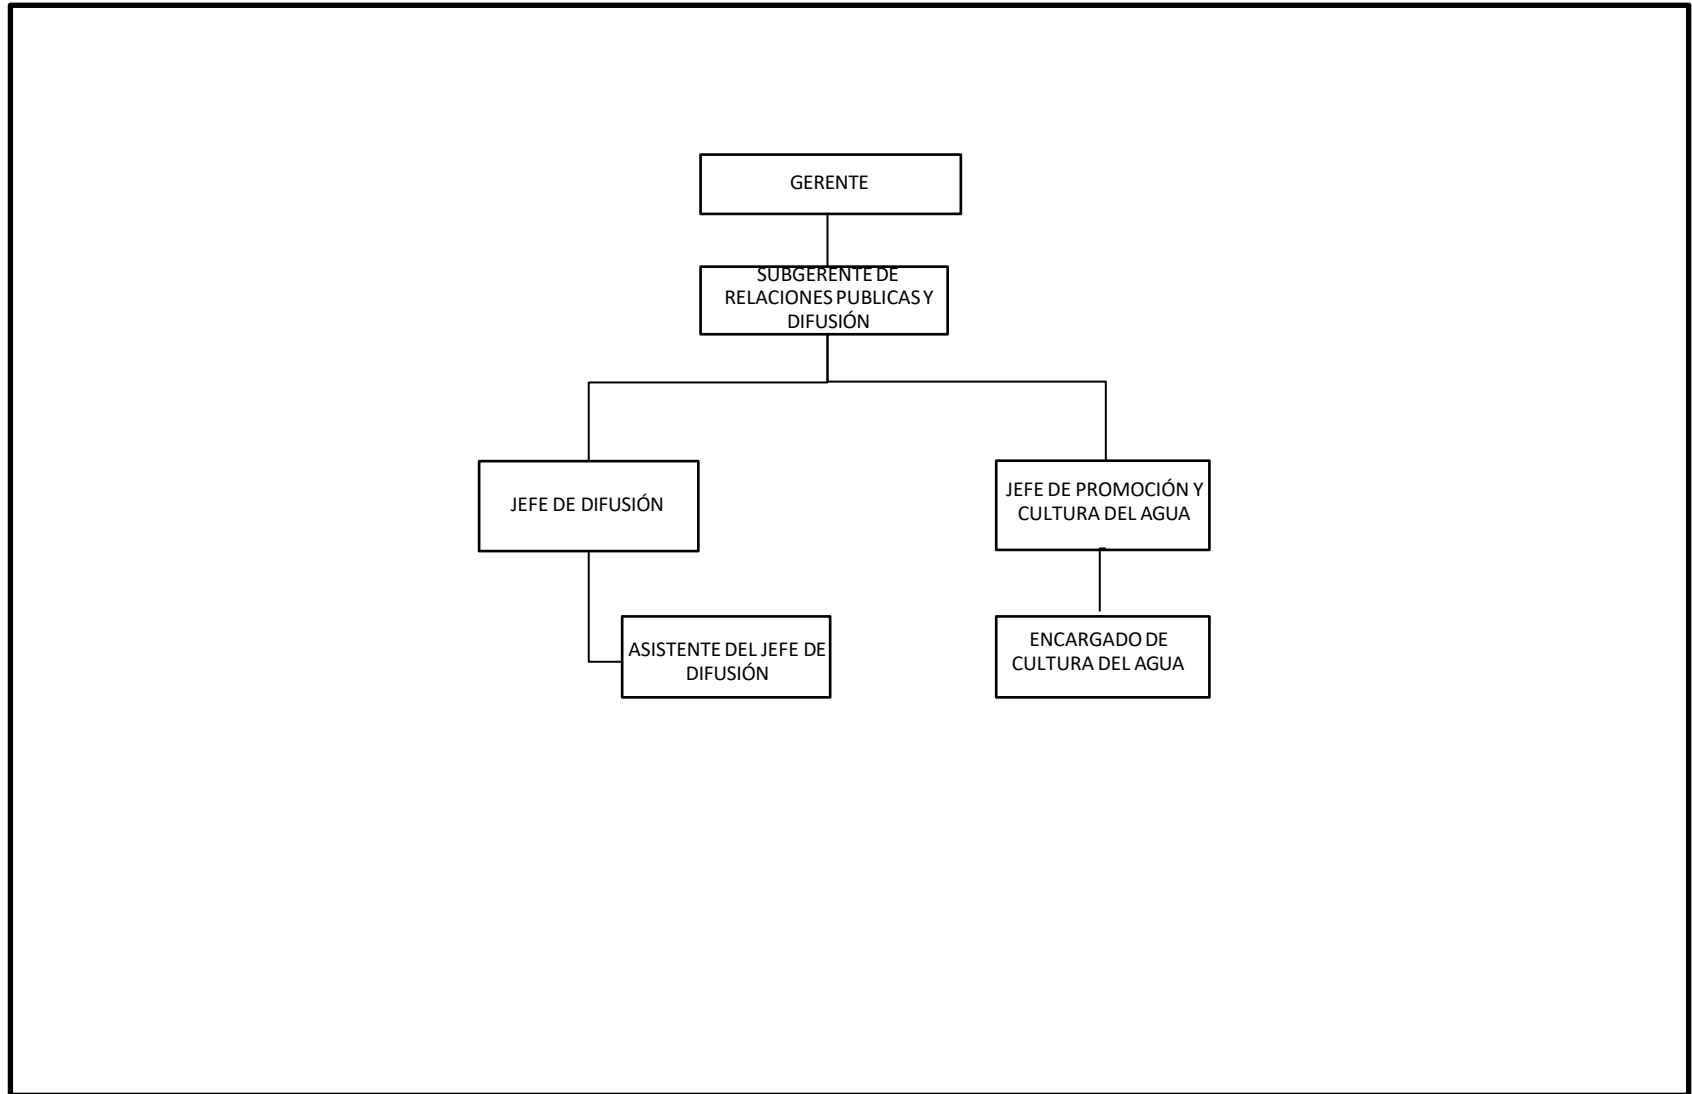 GERENTE
SUBGERENTE DE
RELACIONES PUBLICAS Y
DIFUSIÓN
JEFE DE DIFUSIÓN
JEFE DE PROMOCIÓN Y
CULTURA DEL AGUA
ASISTENTE DEL JEFE DE
DIFUSIÓN
ENCARGADO DE
CULTURA DEL AGUA